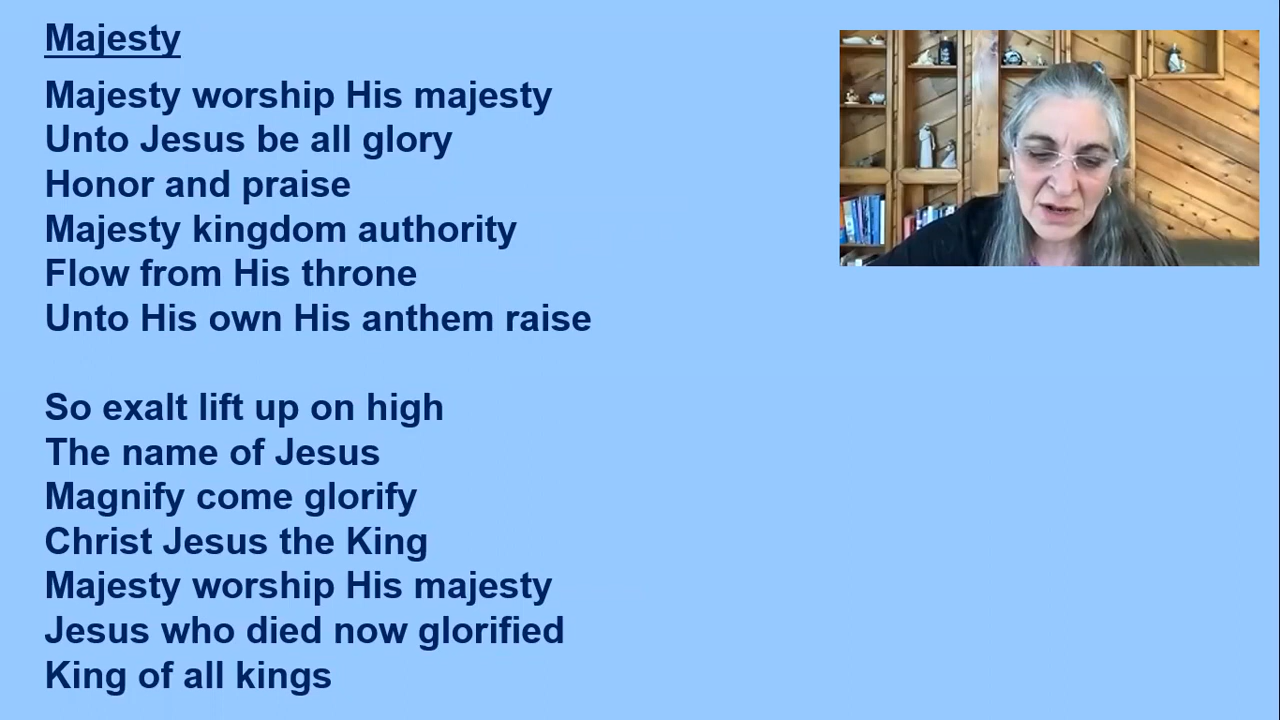 Majesty
Majesty worship His majesty
Unto Jesus be all glory
Honor and praise
Majesty kingdom authority
Flow from His throne
Unto His own His anthem raise
So exalt lift up on high
The name of Jesus
Magnify come glorify
Christ Jesus the King
Majesty worship His majesty
Jesus who died now glorified
King of all kings